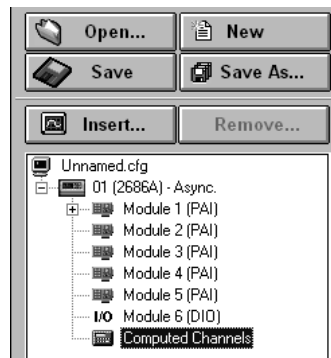 Open... New
Save Save As...
Insert... Remove...
Unnamed.cfg
01 (2686A) - Async.
Module 1 (PAI)
Module 2 (PAI)
Module 3 (PAI)
Module 4 (PAI)
Module 5 (PAI)
I/O Module 6 (DIO)
Computed Channels